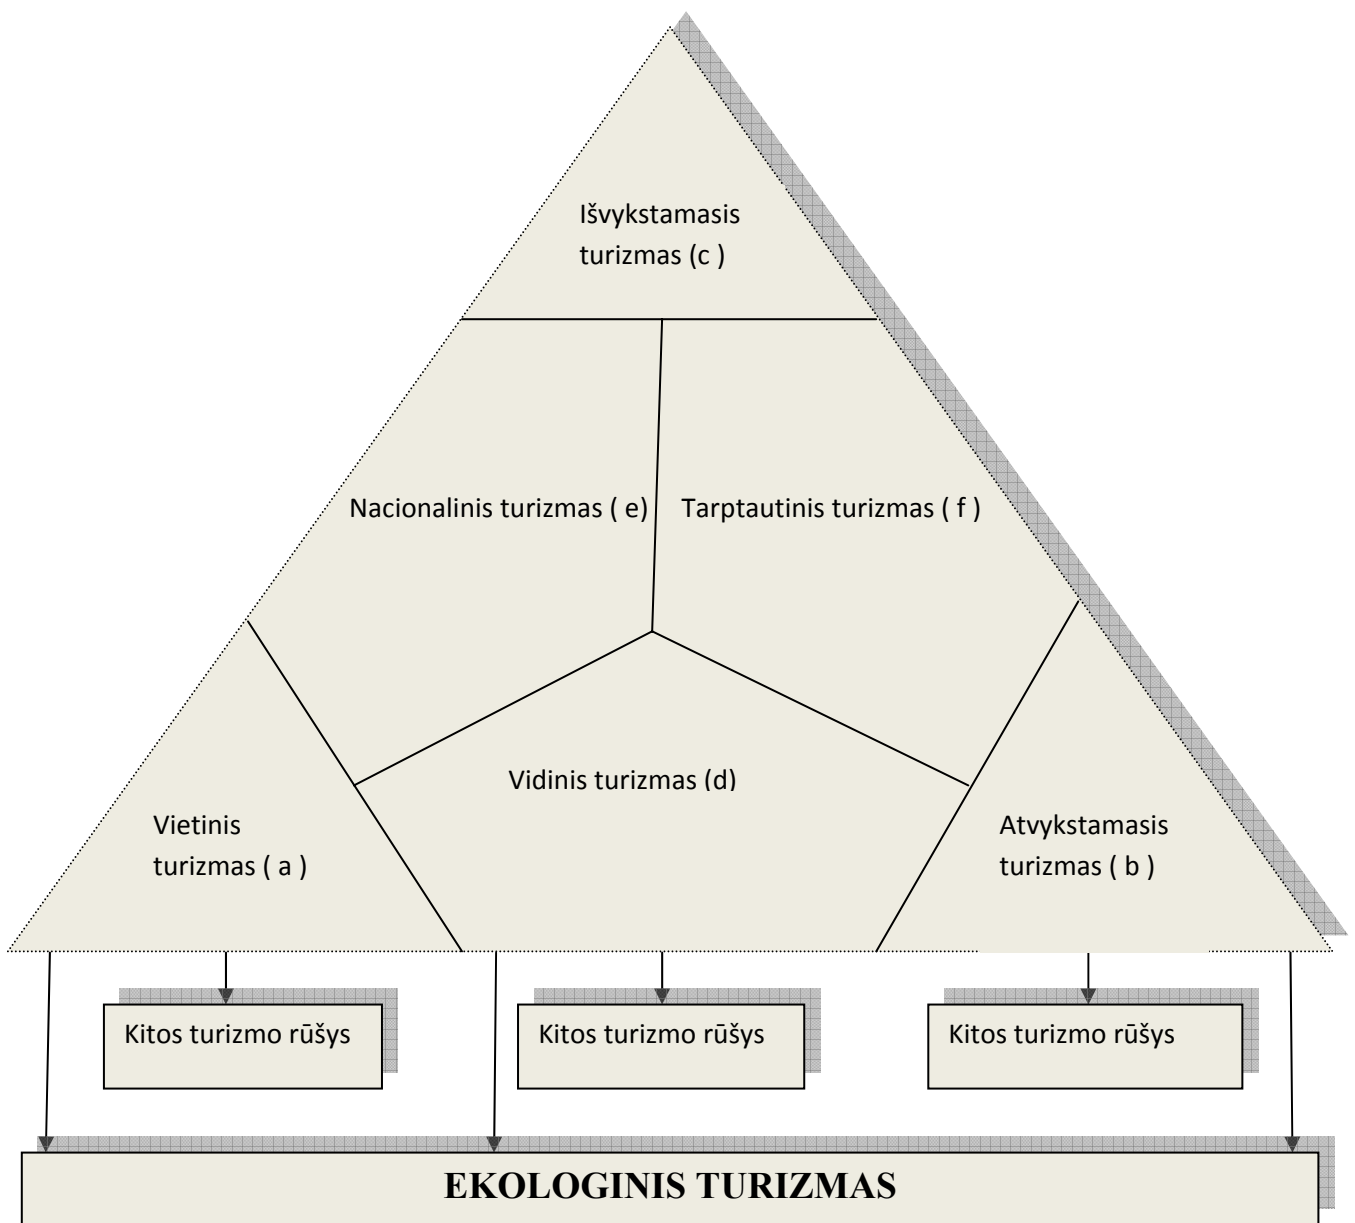 Išvykstamasis
turizmas (c )
Nacionalinis turizmas ( e)
Tarptautinis turizmas ( f )
Vidinis turizmas (d)
Vietinis
turizmas ( a )
Atvykstamasis
turizmas ( b )
Kitos turizmo rūšys
Kitos turizmo rūšys
Kitos turizmo rūšys
EKOLOGINIS TURIZMAS